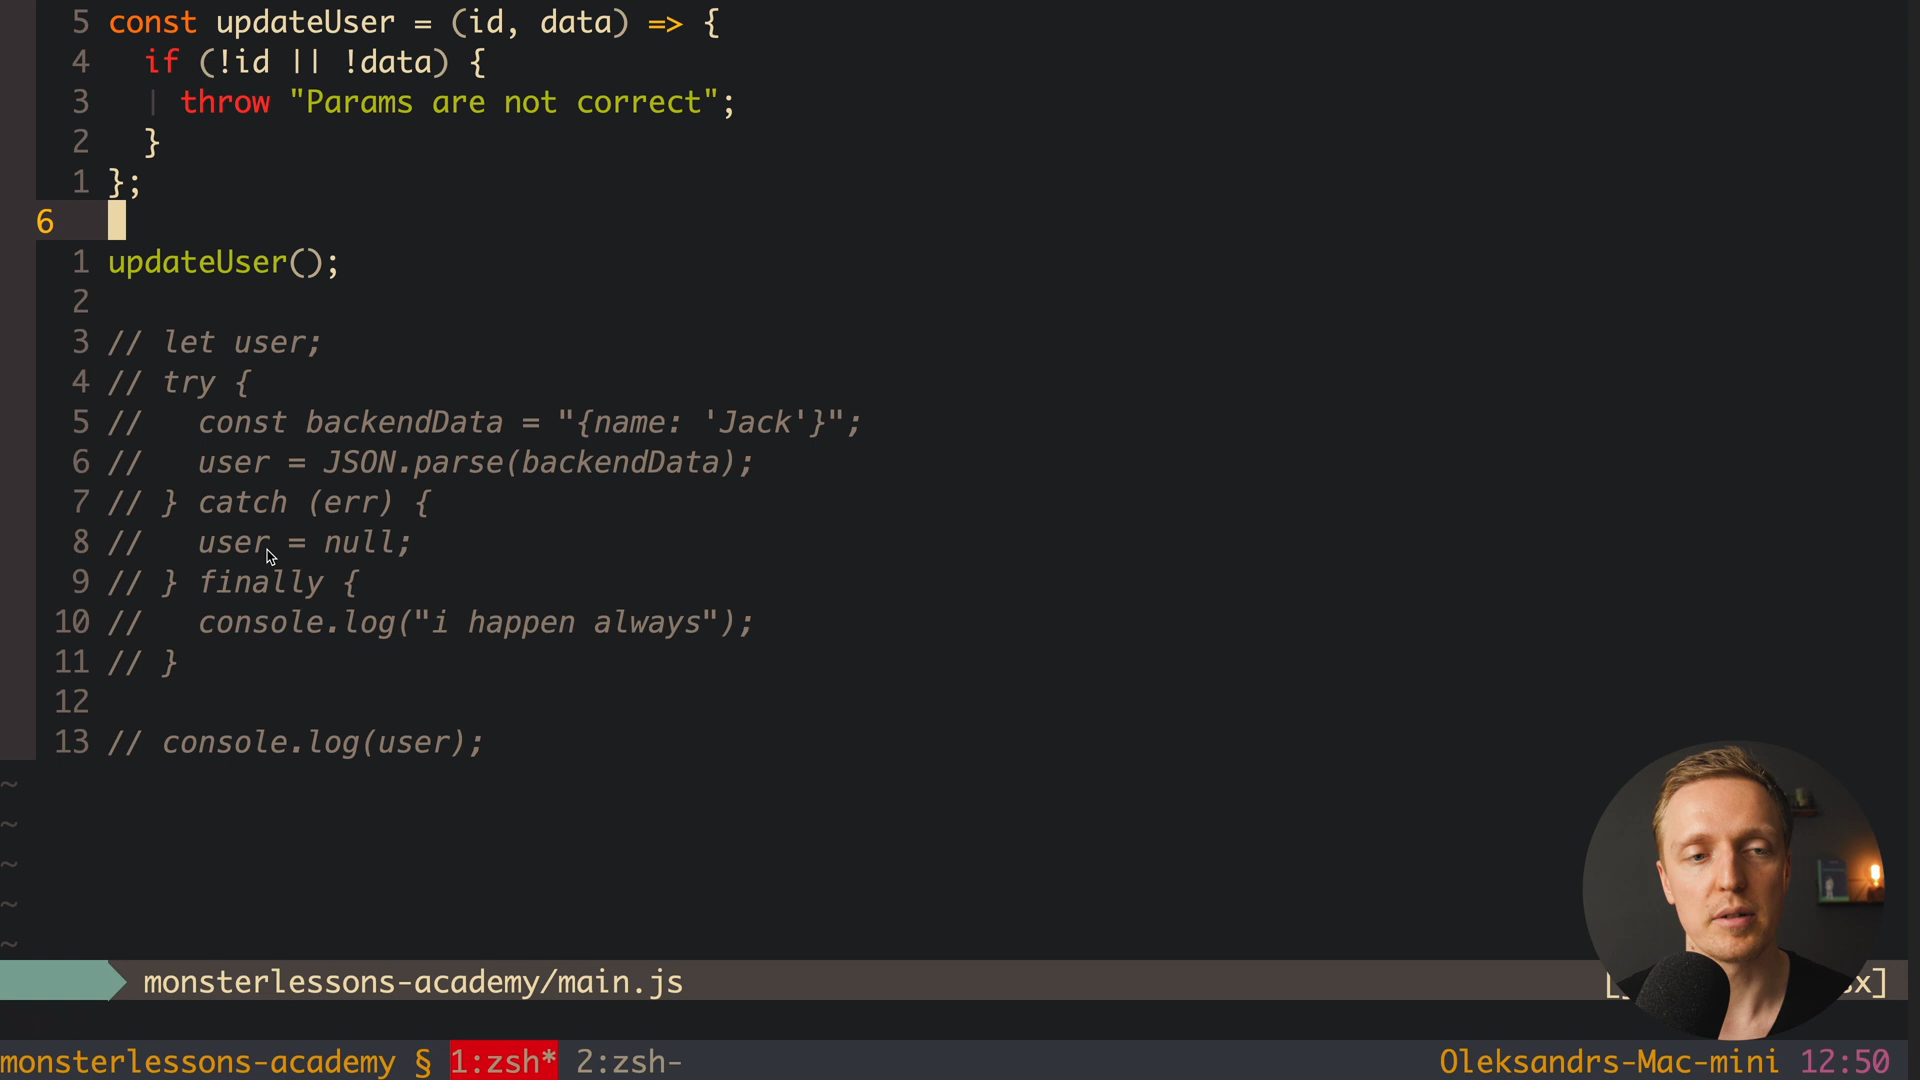 5 const updateUser = (id, data) => {
4   if (!id || !data) {
3   | throw "Params are not correct";
2   }
1 };
6
1 updateUser();
2
3 // let user;
4 // try {
5 //   const backendData = "{name: 'Jack'}";
6 //   user = JSON.parse(backendData);
7 // } catch (err) {
8 //   user = null;
9 // } finally {
10 //   console.log("i happen always");
11 // }
12
13 // console.log(user);
~
~
~
~
~
monsterlessons-academy/main.js
monsterlessons-academy § 1:zsh* 2:zsh- Oleksandrs-Mac-mini 12:50